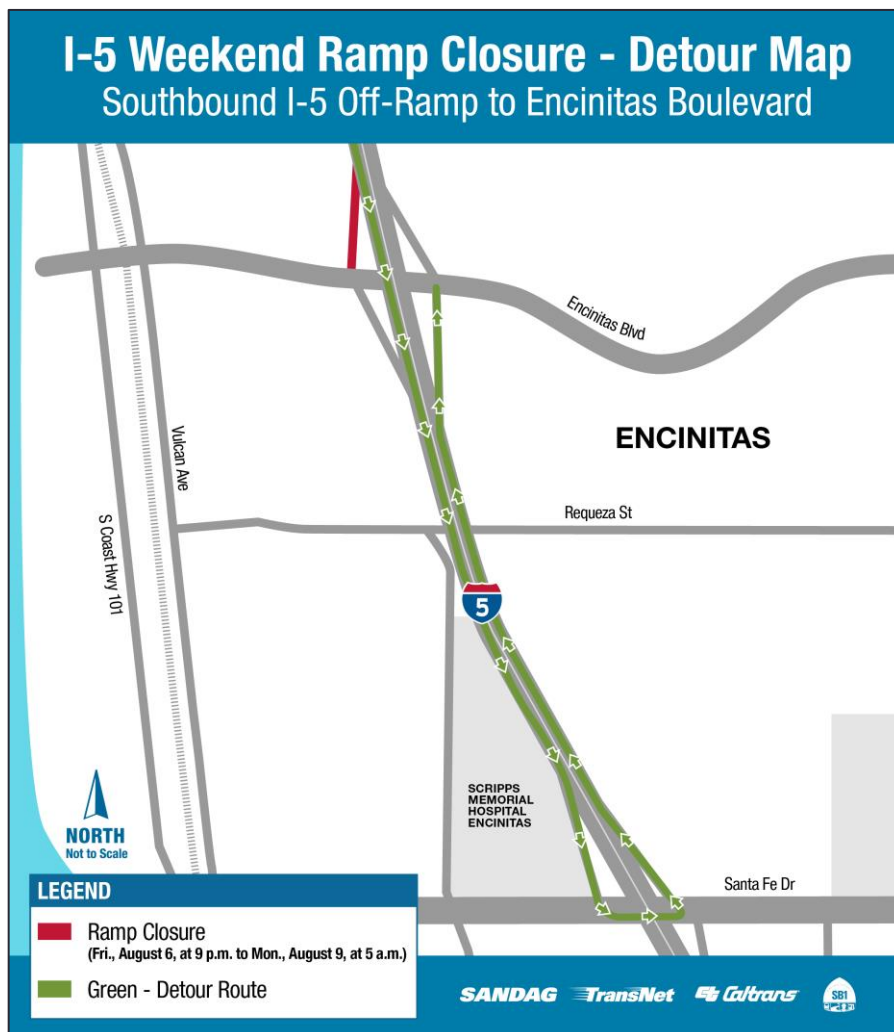 I-5 Weekend Ramp Closure - Detour Map
Southbound I-5 Off-Ramp to Encinitas Boulevard
Encinitas Blvd
ENCINITAS
Vulcan Ave
S Coast Hwy 101
Requeza St
5
SCRIPPS
MEMORIAL
HOSPITAL
ENCINITAS
NORTH
Not to Scale
Santa Fe Dr
LEGEND
Ramp Closure
(Fri., August 6, at 9 p.m. to Mon., August 9, at 5 a.m.)
Green - Detour Route
SANDAG TransNet Caltrans SB1